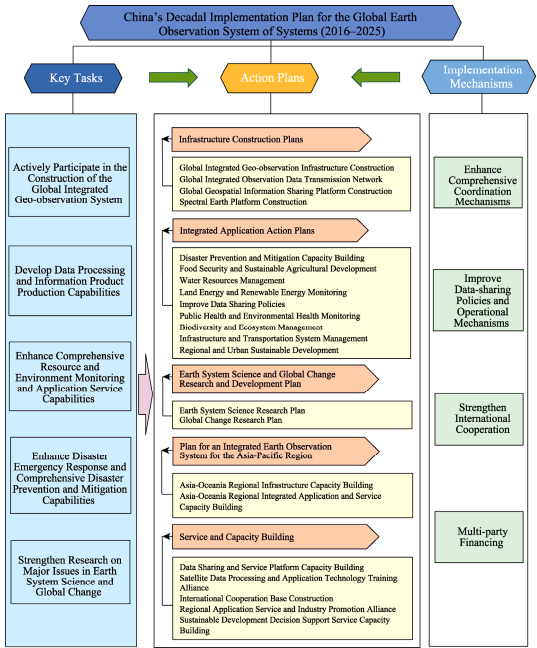 China's Decadal Implementation Plan for the Global Earth
Observation System of Systems (2016–2025)
Key Tasks
Action Plans
Implementation
Mechanisms
Actively Participate in the
Construction of the
Global Integrated
Geo-observation System
Develop Data Processing
and Information Product
Production Capabilities
Enhance Comprehensive
Resource and
Environment Monitoring
and Application Service
Capabilities
Enhance Disaster
Emergency Response and
Comprehensive Disaster
Prevention and Mitigation
Capabilities
Strengthen Research on
Major Issues in Earth
System Science and
Global Change
Infrastructure Construction Plans
Global Integrated Geo-observation Infrastructure Construction
Global Integrated Observation Data Transmission Network
Global Geospatial Information Sharing Platform Construction
Spectral Earth Platform Construction
Integrated Application Action Plans
Disaster Prevention and Mitigation Capacity Building
Food Security and Sustainable Agricultural Development
Water Resources Management
Land Energy and Renewable Energy Monitoring
Improve Data Sharing Policies
Public Health and Environmental Health Monitoring
Biodiversity and Ecosystem Management
Infrastructure and Transportation System Management
Regional and Urban Sustainable Development
Earth System Science and Global Change
Research and Development Plan
Earth System Science Research Plan
Global Change Research Plan
Plan for an Integrated Earth Observation
System for the Asia-Pacific Region
Asia-Oceania Regional Infrastructure Capacity Building
Asia-Oceania Regional Integrated Application and Service
Capacity Building
Service and Capacity Building
Data Sharing and Service Platform Capacity Building
Satellite Data Processing and Application Technology Training
Alliance
International Cooperation Base Construction
Regional Application Service and Industry Promotion Alliance
Sustainable Development Decision Support Service Capacity
Building
Enhance
Comprehensive
Coordination
Mechanisms
Improve
Data-sharing
Policies and
Operational
Mechanisms
Strengthen
International
Cooperation
Multi-party
Financing